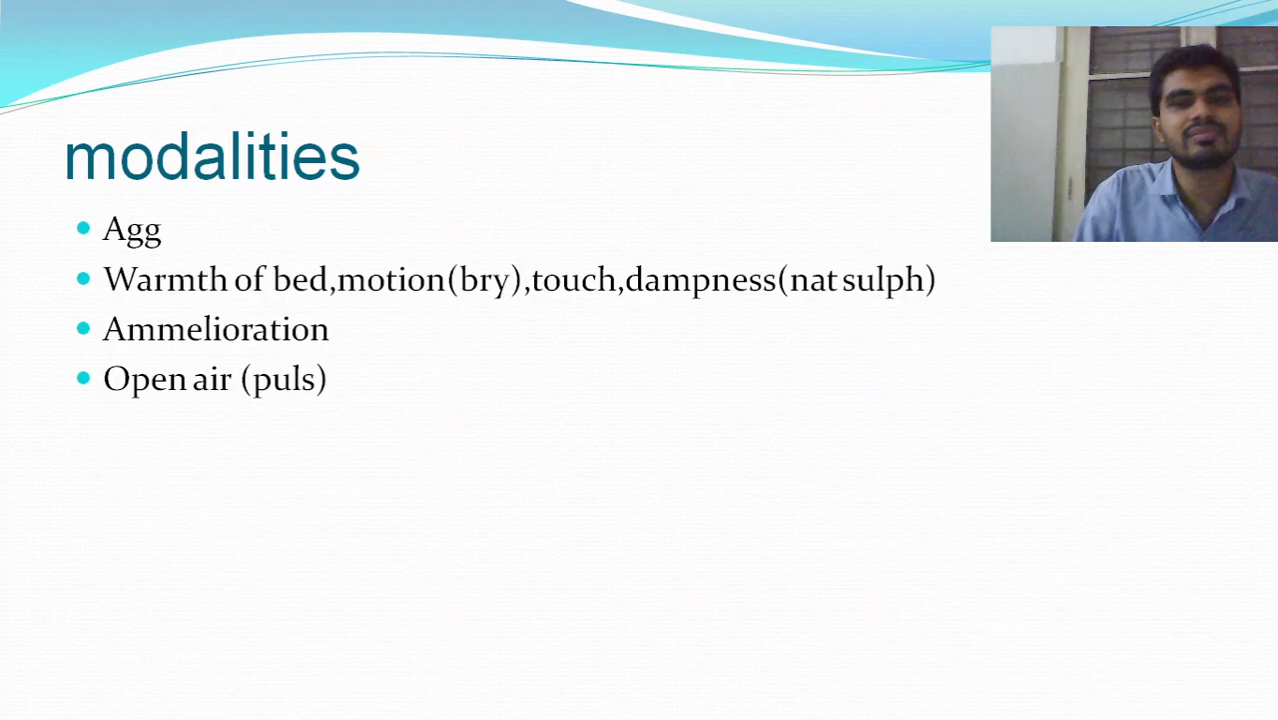 modalities
Agg
Warmth of bed,motion(bry),touch,dampness(nat sulph)
Ammelioration
Open air (puls)